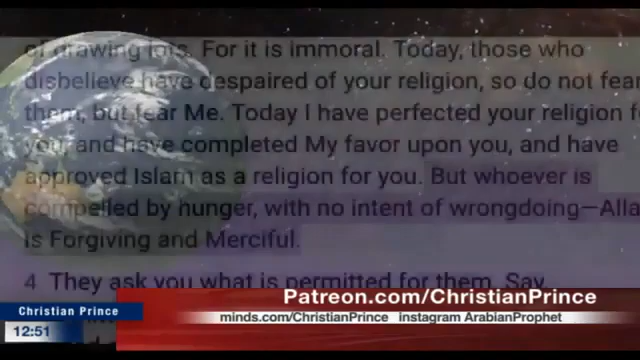 of drawing lots. For it is immoral. Today, those who
disbelieve have despaired of your religion, so do not fear
them, but fear Me. Today I have perfected your religion f
you, and have completed My favor upon you, and have
approved Islam as a religion for you. But whoever is
compelled by hunger, with no intent of wrongdoing—Alla
is Forgiving and Merciful.
4 They ask you what is permitted for them. Say
Patreon.com/ChristianPrince
Christian Prince
minds.com/ChristianPrince instagram ArabianProphet
12:51